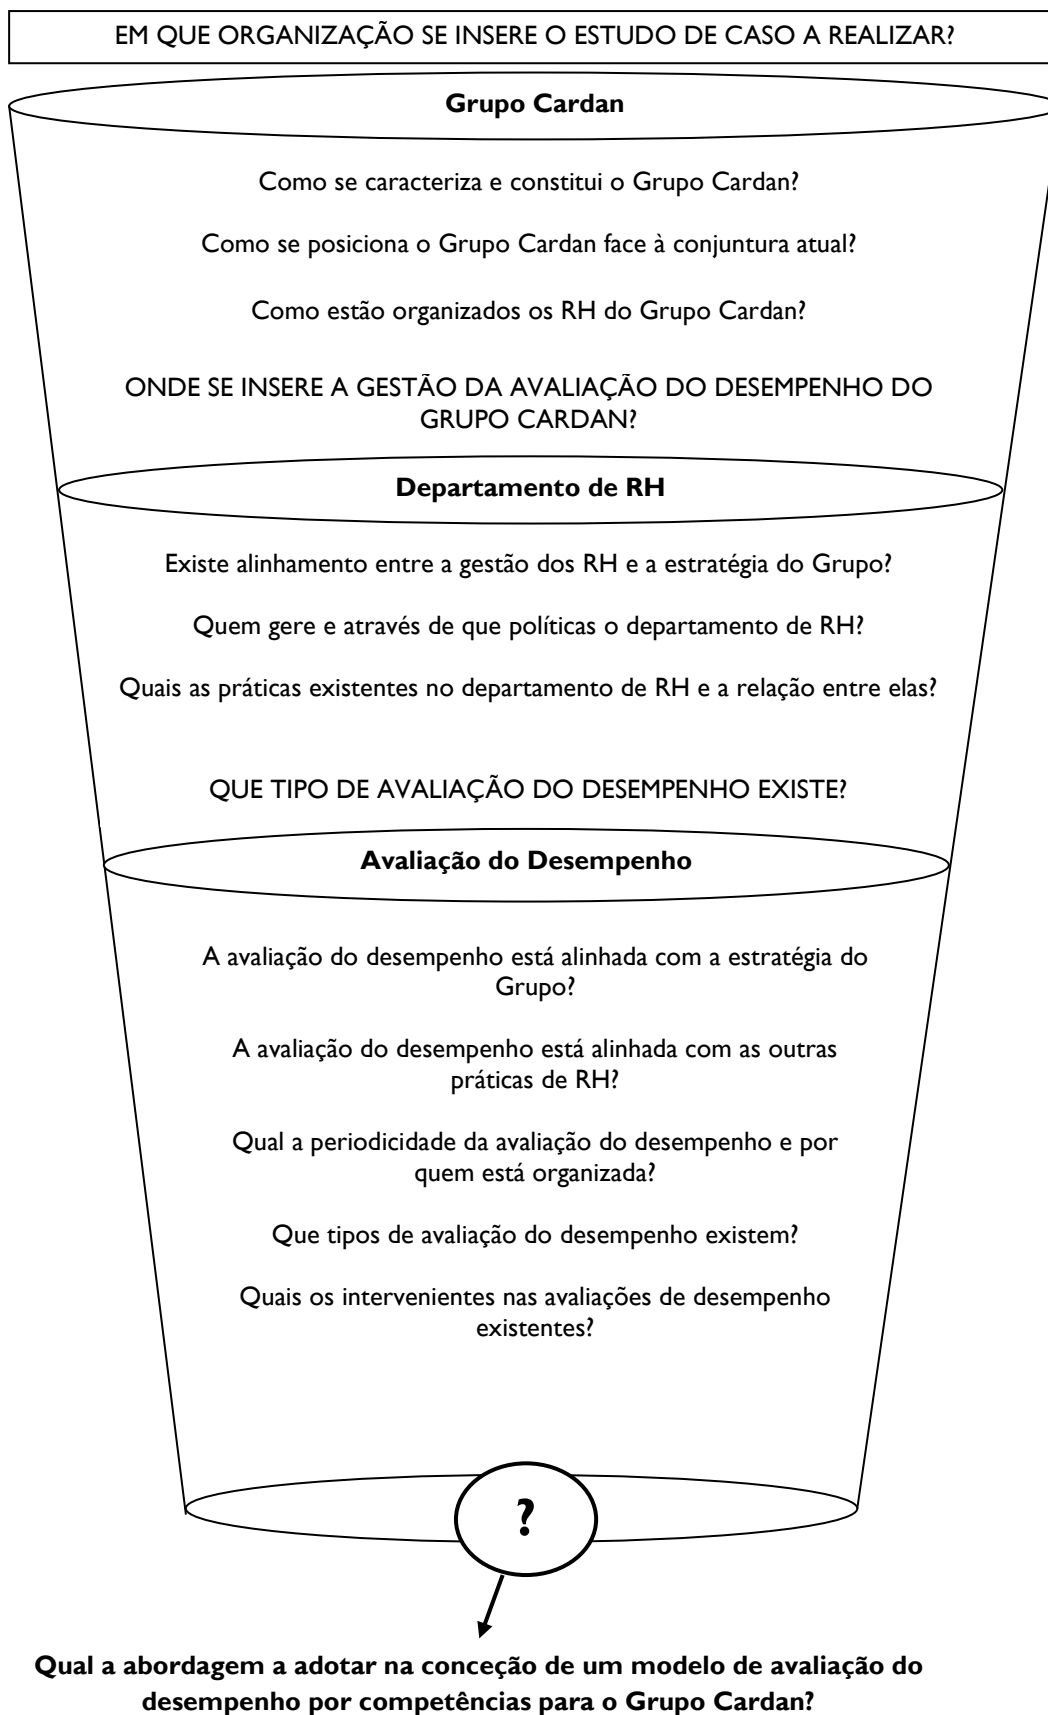 EM QUE ORGANIZAÇÃO SE INSERE O ESTUDO DE CASO A REALIZAR?
Grupo Cardan
Como se caracteriza e constitui o Grupo Cardan?
Como se posiciona o Grupo Cardan face à conjuntura atual?
Como estão organizados os RH do Grupo Cardan?
ONDE SE INSERE A GESTÃO DA AVALIAÇÃO DO DESEMPENHO DO
GRUPO CARDAN?
Departamento de RH
Existe alinhamento entre a gestão dos RH e a estratégia do Grupo?
Quem gere e através de que políticas o departamento de RH?
Quais as práticas existentes no departamento de RH e a relação entre elas?
QUE TIPO DE AVALIAÇÃO DO DESEMPENHO EXISTE?
Avaliação do Desempenho
A avaliação do desempenho está alinhada com a estratégia do
Grupo?
A avaliação do desempenho está alinhada com as outras
práticas de RH?
Qual a periodicidade da avaliação do desempenho e por
quem está organizada?
Que tipos de avaliação do desempenho existem?
Quais os intervenientes nas avaliações de desempenho
existentes?
?
Qual a abordagem a adotar na conceção de um modelo de avaliação do
desempenho por competências para o Grupo Cardan?